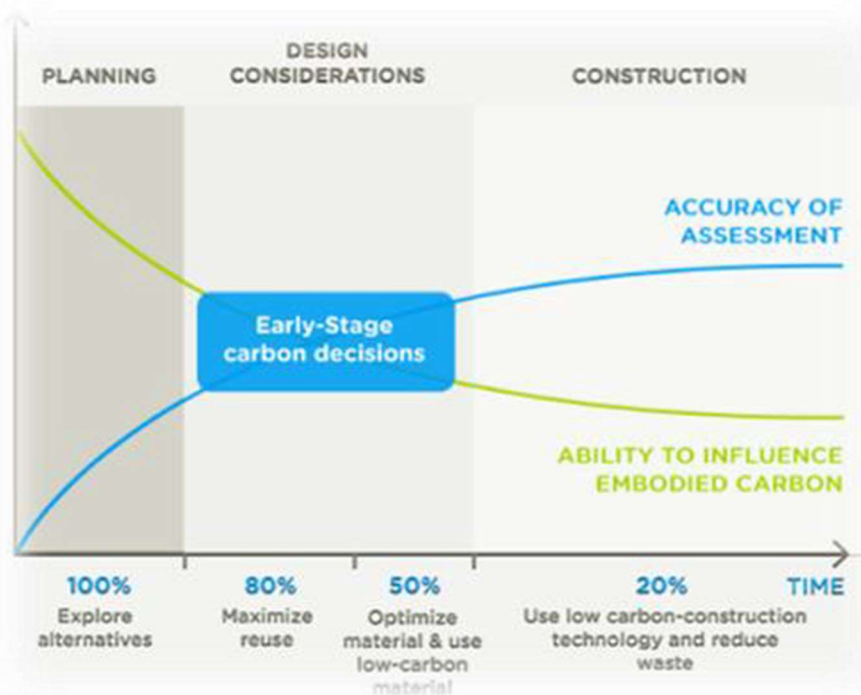 PLANNING
DESIGN
CONSIDERATIONS
CONSTRUCTION
ACCURACY OF
ASSESSMENT
Early-Stage
carbon decisions
ABILITY TO INFLUENCE
EMBODIED CARBON
100%
80%
50%
20%
TIME
Explore
alternatives
Maximize
reuse
Optimize
material & use
low-carbon
material
Use low carbon-construction
technology and reduce
waste